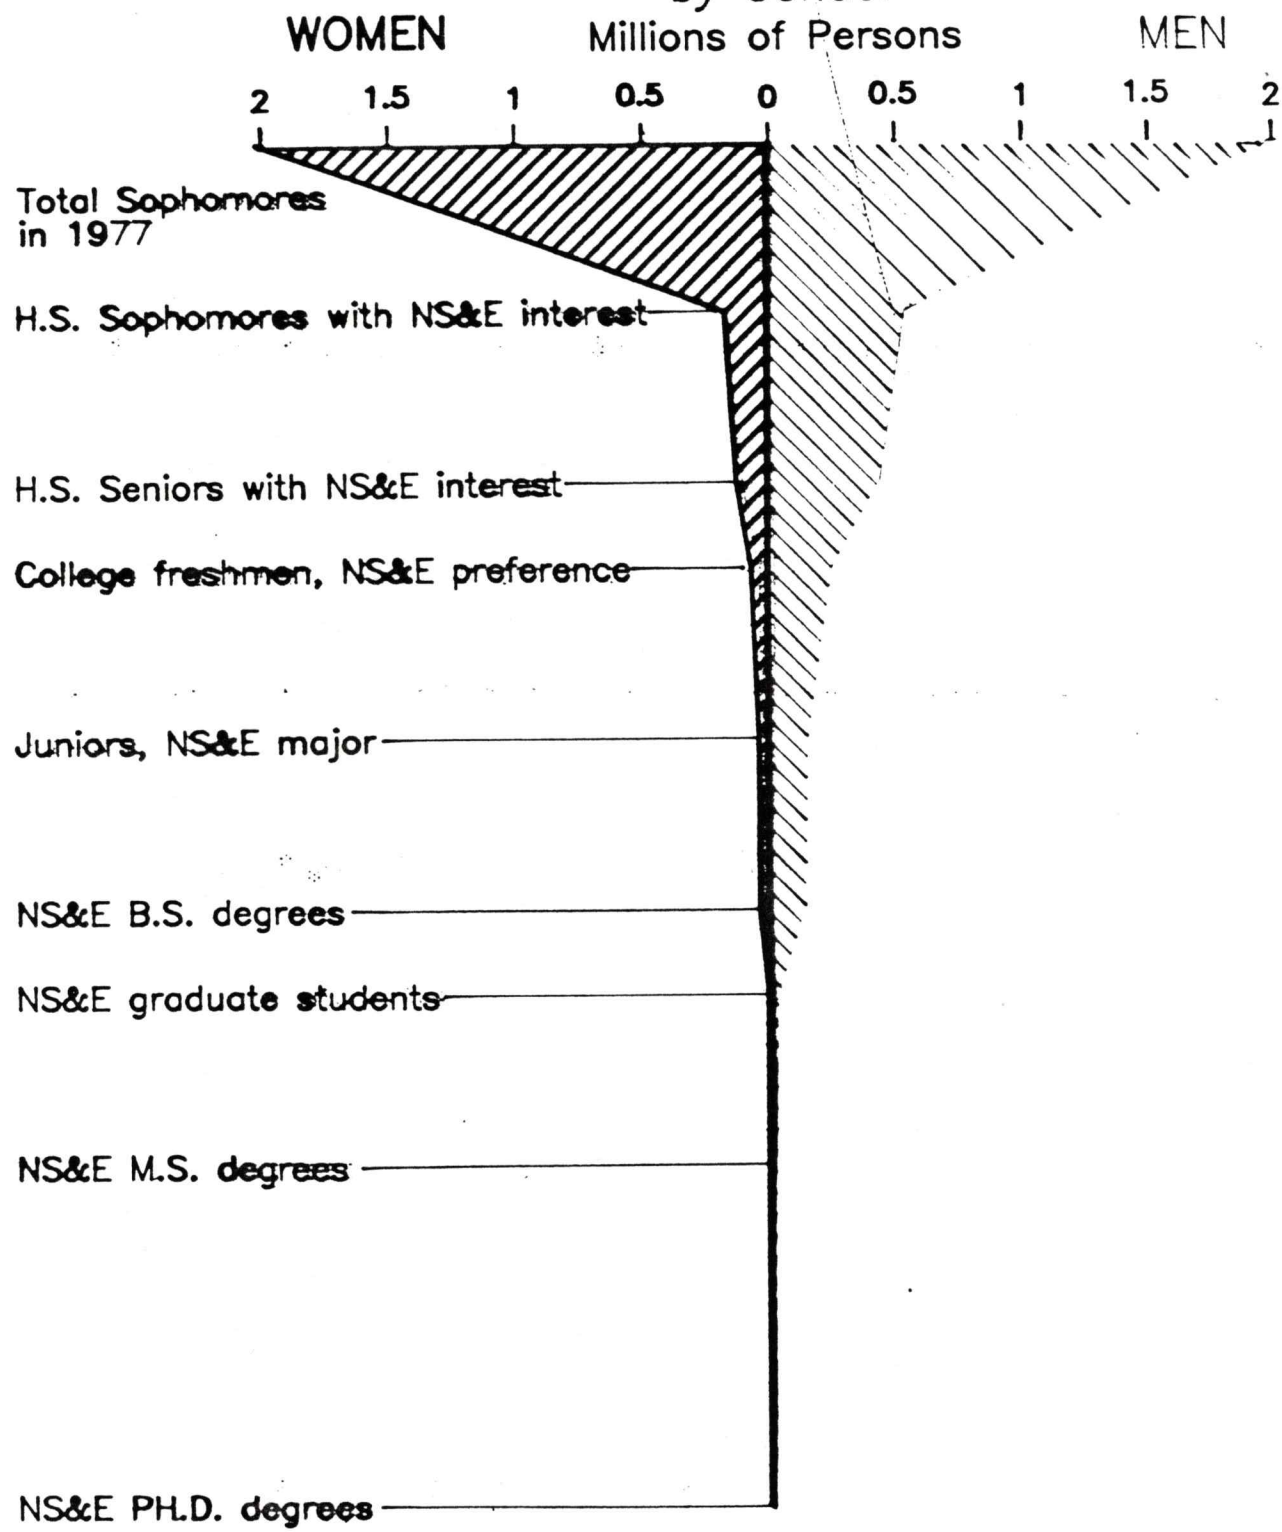 WOMEN Millions of Persons MEN
2 1.5 1 0.5 0 0.5 1 1.5 2
Total Sophomores
in 1977
H.S. Sophomores with NS&E interest
H.S. Seniors with NS&E interest
College freshmen, NS&E preference
Juniors, NS&E major
NS&E B.S. degrees
NS&E graduate students
NS&E M.S. degrees
NS&E PH.D. degrees